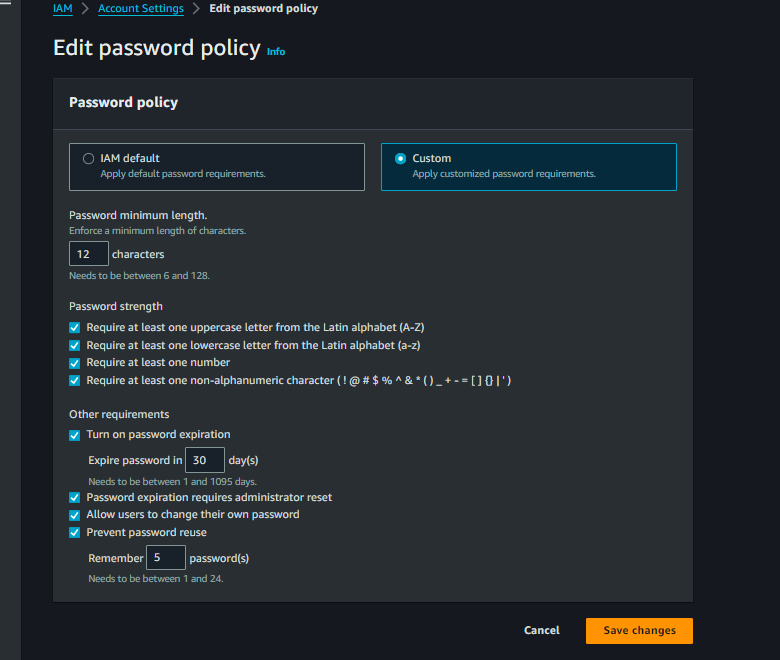 IAM > Account Settings > Edit password policy
Edit password policy Info
Password policy
IAM default
Apply default password requirements.
Custom
Apply customized password requirements.
Password minimum length.
Enforce a minimum length of characters.
12 characters
Needs to be between 6 and 128.
Password strength
Require at least one uppercase letter from the Latin alphabet (A-Z)
Require at least one lowercase letter from the Latin alphabet (a-z)
Require at least one number
Require at least one non-alphanumeric character ( ! @ # $ % ^ & * ( ) _ + - = [ ] {} | ' )
Other requirements
Turn on password expiration
Expire password in 30 day(s)
Needs to be between 1 and 1095 days.
Password expiration requires administrator reset
Allow users to change their own password
Prevent password reuse
Remember 5 password(s)
Needs to be between 1 and 24.
Cancel
Save changes